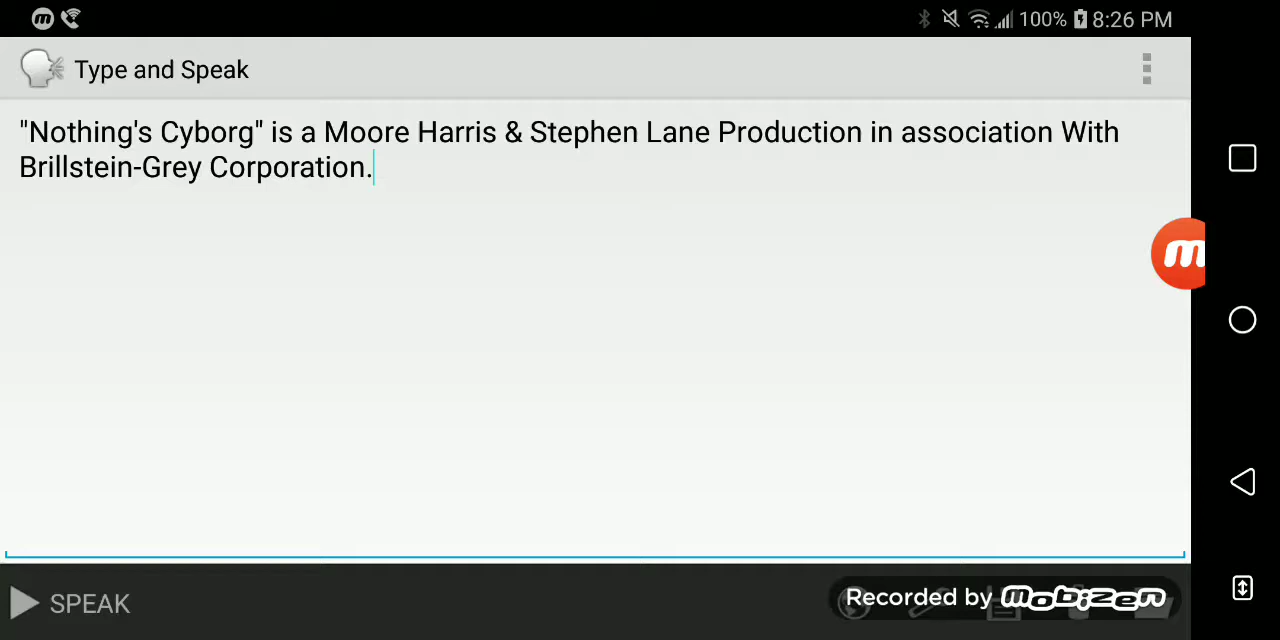 100% 8:26 PM
Type and Speak
"Nothing's Cyborg" is a Moore Harris & Stephen Lane Production in association With
Brillstein-Grey Corporation.
m
SPEAK
Recorded by mobizen